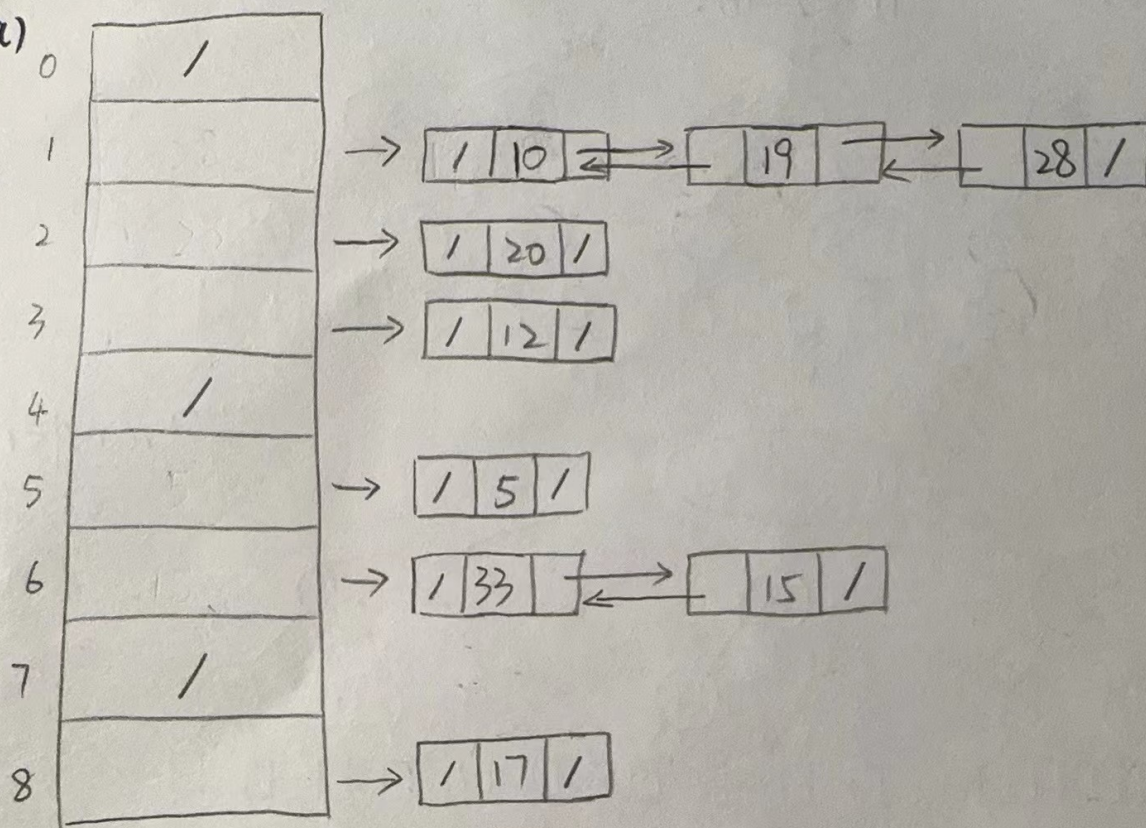 a)
0 /
1 → / 10 ⇄ 19 ⇄ 28 /
2 → / 20 /
3 → / 12 /
4 /
5 → / 5 /
6 → / 33 ⇄ 15 /
7 /
8 → / 17 /